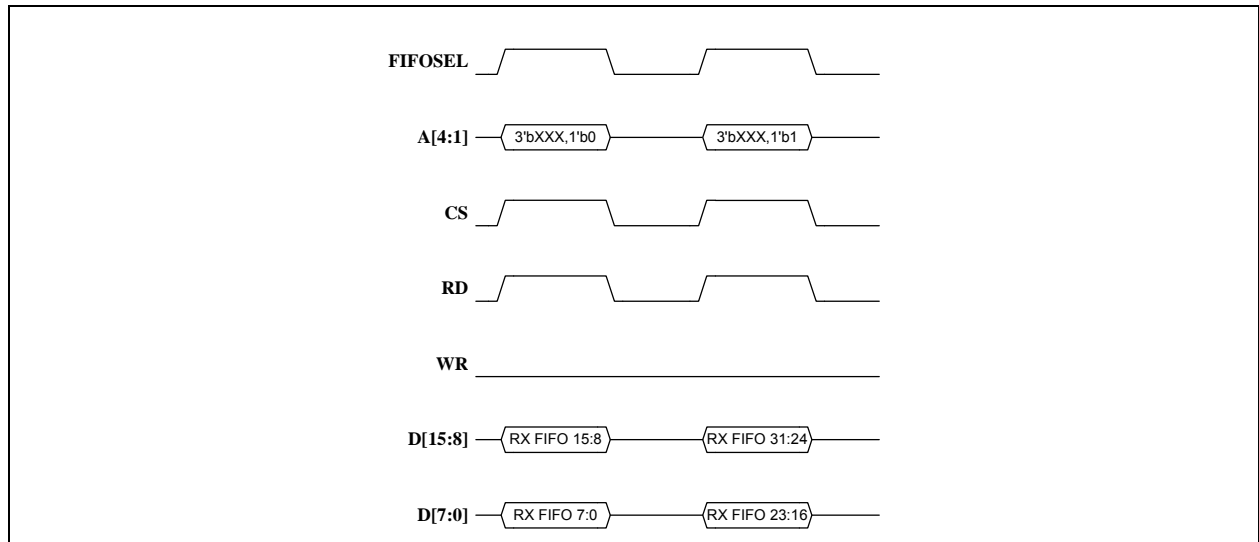 FIFOSEL
A[4:1] 3'bXXX,1'b0 3'bXXX,1'b1
CS
RD
WR
D[15:8] RX FIFO 15:8 RX FIFO 31:24
D[7:0] RX FIFO 7:0 RX FIFO 23:16